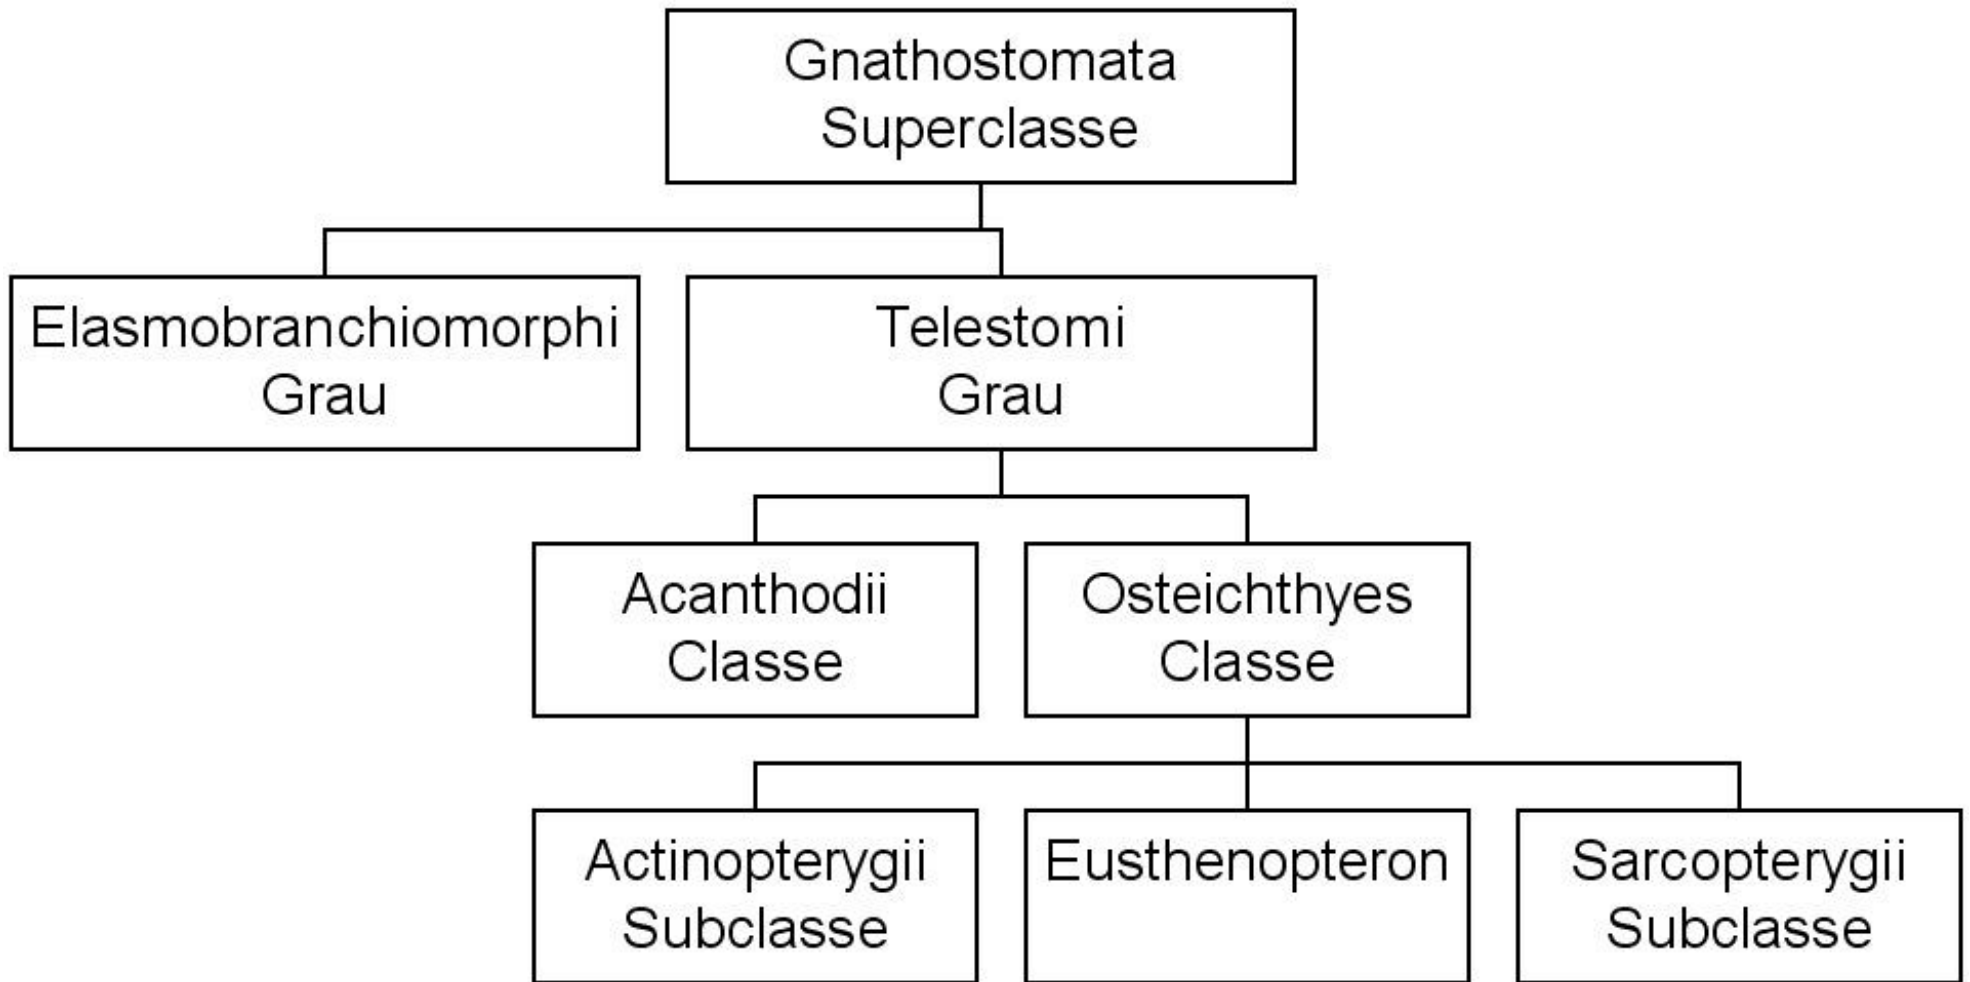 Gnathostomata
Superclasse
Elasmobranchiomorphi
Grau
Telestomi
Grau
Acanthodii
Classe
Osteichthyes
Classe
Actinopterygii
Subclasse
Eusthenopteron
Sarcopterygii
Subclasse